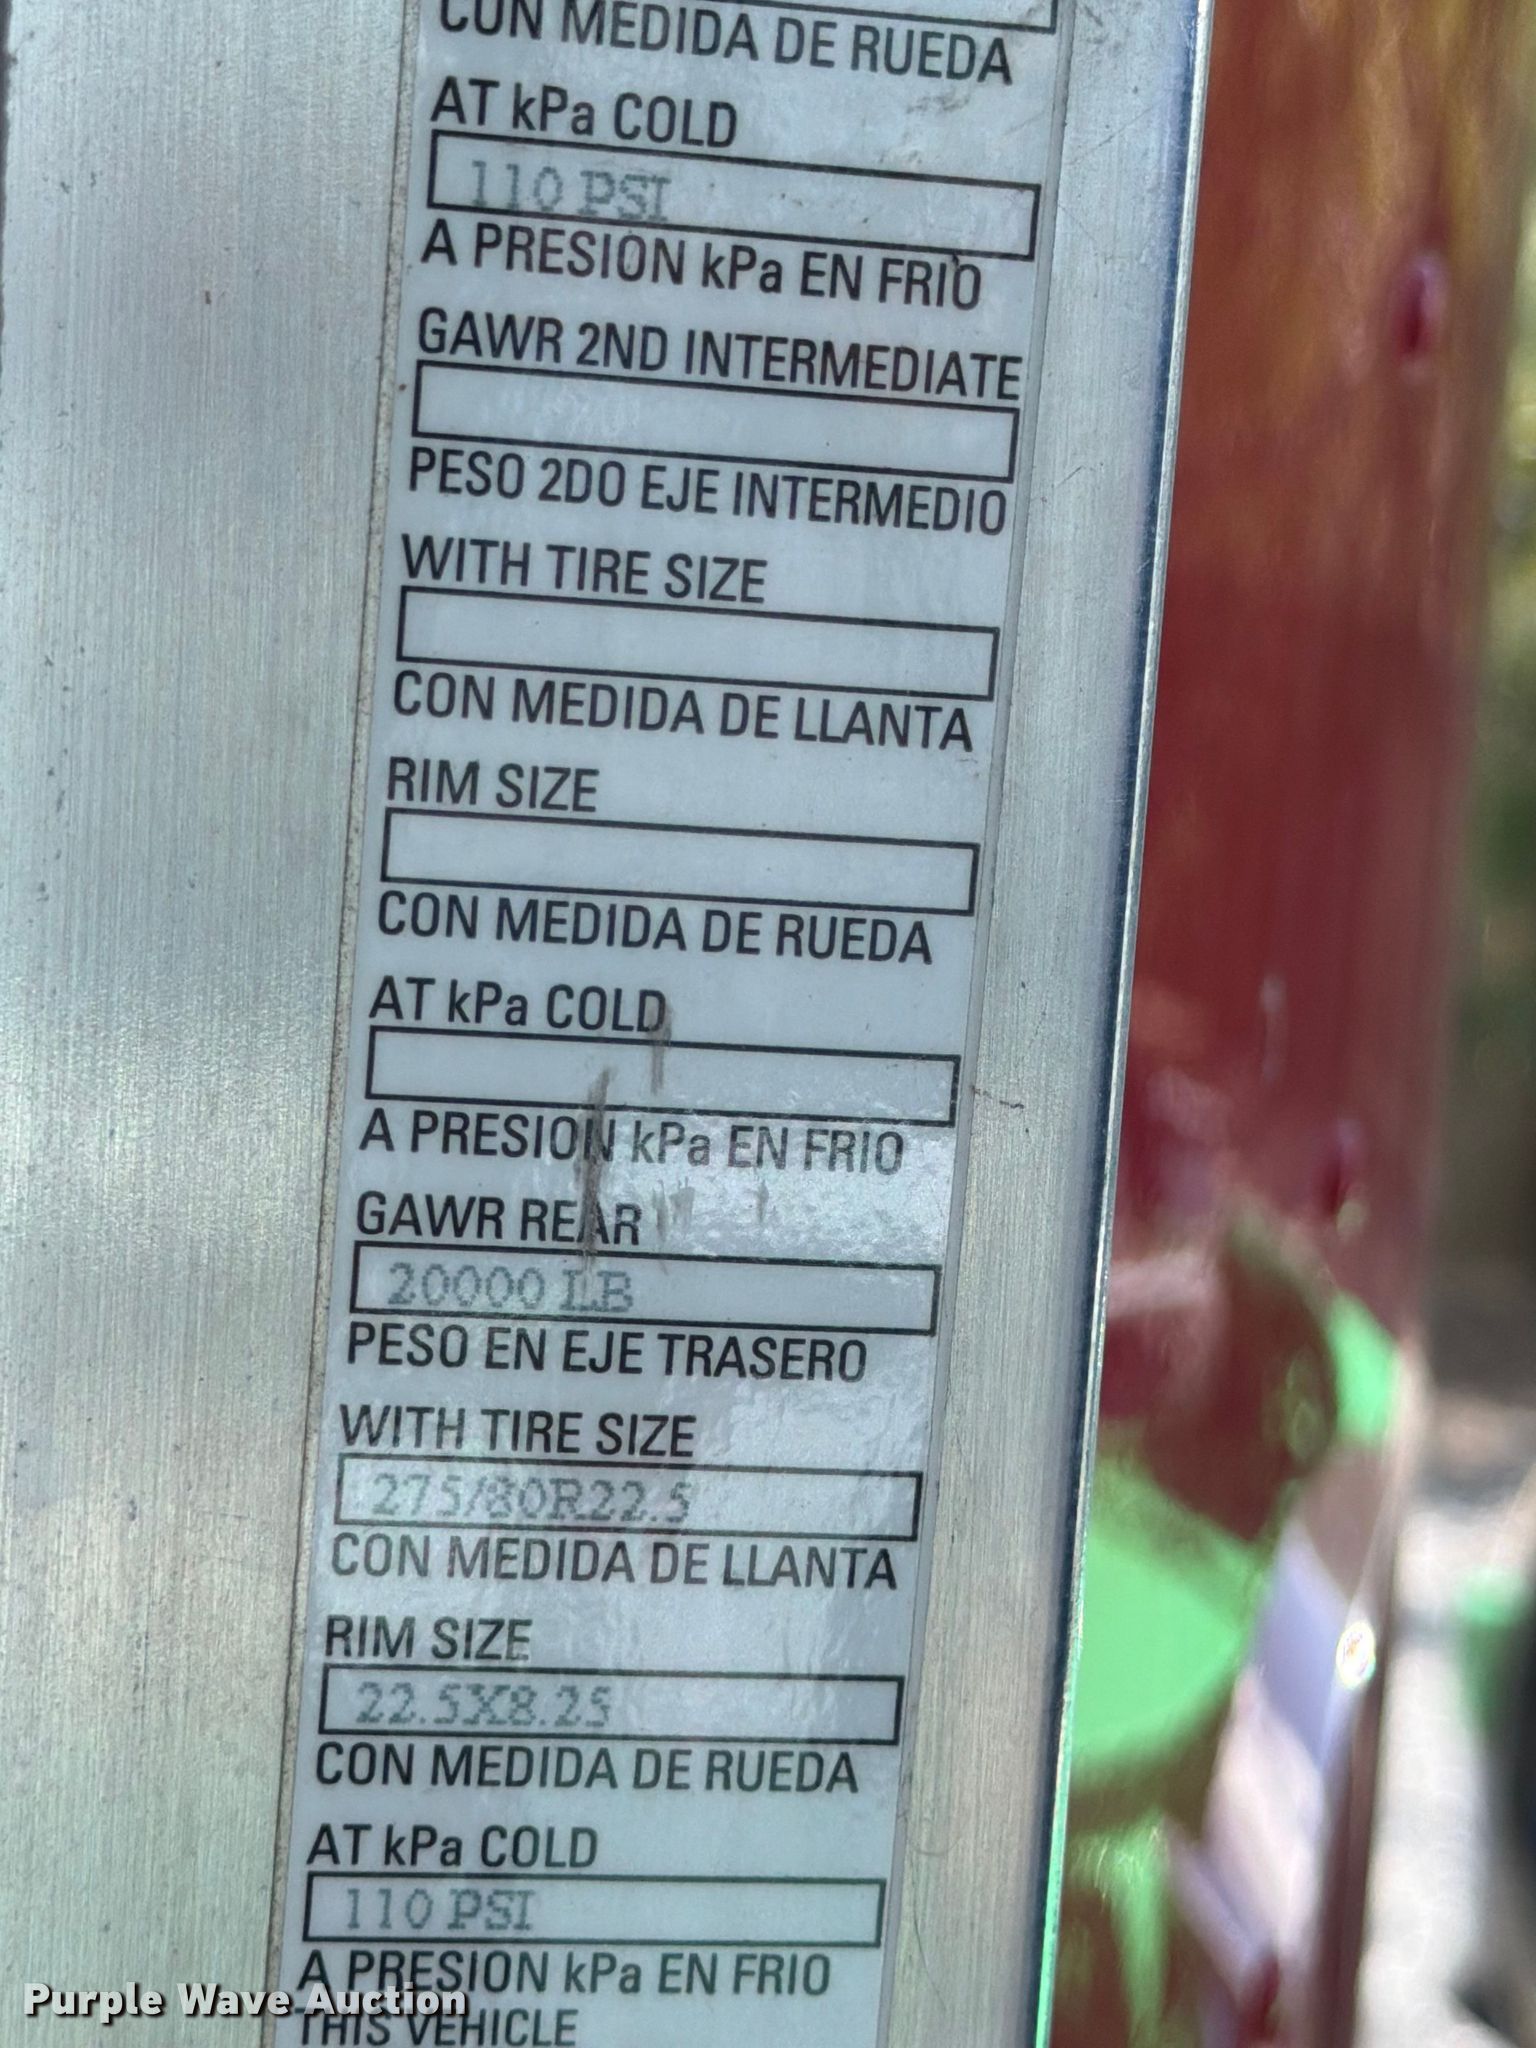 CON MEDIDA DE RUEDA
AT kPa COLD
110 PSI
A PRESION kPa EN FRIO
GAWR 2ND INTERMEDIATE
PESO 2DO EJE INTERMEDIO
WITH TIRE SIZE
CON MEDIDA DE LLANTA
RIM SIZE
CON MEDIDA DE RUEDA
AT kPa COLD
A PRESION kPa EN FRIO
GAWR REAR
20000 LB
PESO EN EJE TRASERO
WITH TIRE SIZE
275/80R22.5
CON MEDIDA DE LLANTA
RIM SIZE
22.5X8.25
CON MEDIDA DE RUEDA
AT kPa COLD
110 PSI
A PRESION kPa EN FRIO
THIS VEHICLE
Purple Wave Auction